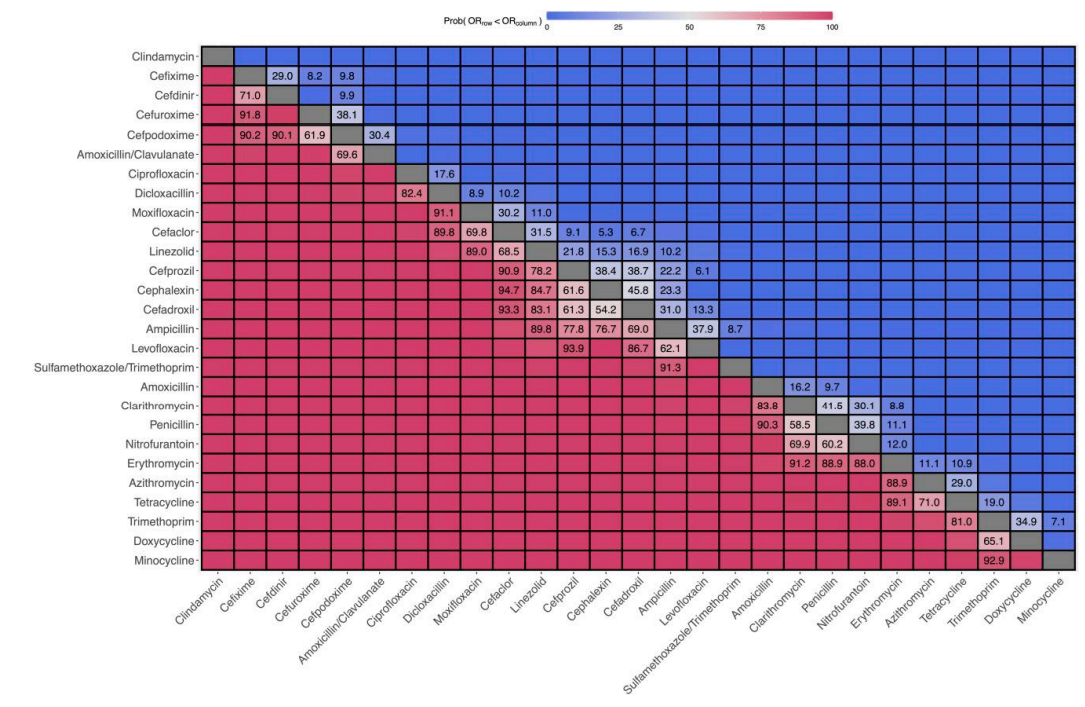 Prob( ORrow < ORcolumn )
0 25 50 75 100
Clindamycin
Cefixime 29.0 8.2 9.8
Cefdinir 71.0 9.9
Cefuroxime 91.8 38.1
Cefpodoxime 90.2 90.1 61.9 30.4
Amoxicillin/Clavulanate 69.6
Ciprofloxacin 17.6
Dicloxacillin 82.4 8.9 10.2
Moxifloxacin 91.1 30.2 11.0
Cefaclor 89.8 69.8 31.5 9.1 5.3 6.7
Linezolid 89.0 68.5 21.8 15.3 16.9 10.2
Cefprozil 90.9 78.2 38.4 38.7 22.2 6.1
Cephalexin 94.7 84.7 61.6 45.8 23.3
Cefadroxil 93.3 83.1 61.3 54.2 31.0 13.3
Ampicillin 89.8 77.8 76.7 69.0 37.9 8.7
Levofloxacin 93.9 86.7 62.1
Sulfamethoxazole/Trimethoprim 91.3
Amoxicillin 16.2 9.7
Clarithromycin 83.8 41.5 30.1 8.8
Penicillin 90.3 58.5 39.8 11.1
Nitrofurantoin 69.9 60.2 12.0
Erythromycin 91.2 88.9 88.0 11.1 10.9
Azithromycin 88.9 29.0
Tetracycline 89.1 71.0 19.0
Trimethoprim 81.0 34.9 7.1
Doxycycline 65.1
Minocycline 92.9
Clindamycin
Cefixime
Cefdinir
Cefuroxime
Cefpodoxime
Amoxicillin/Clavulanate
Ciprofloxacin
Dicloxacillin
Moxifloxacin
Cefaclor
Linezolid
Cefprozil
Cephalexin
Cefadroxil
Ampicillin
Levofloxacin
Sulfamethoxazole/Trimethoprim
Amoxicillin
Clarithromycin
Penicillin
Nitrofurantoin
Erythromycin
Azithromycin
Tetracycline
Trimethoprim
Doxycycline
Minocycline